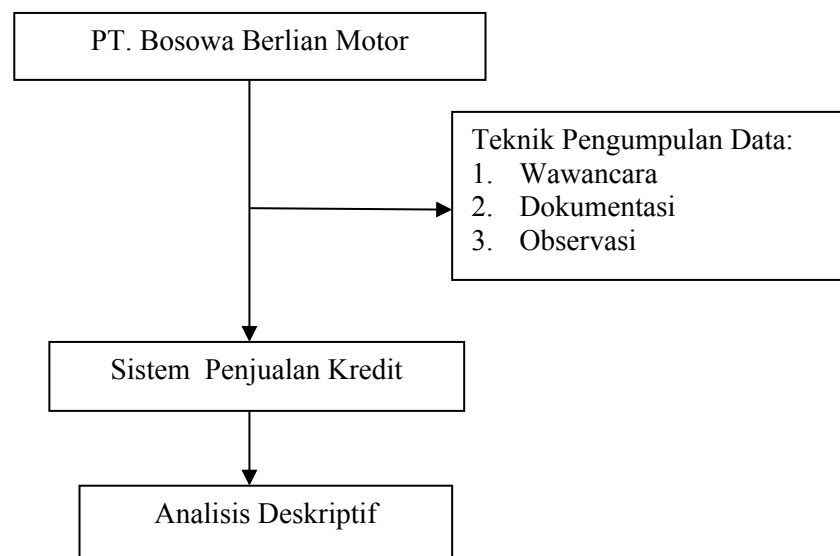 PT. Bosowa Berlian Motor
Teknik Pengumpulan Data:
1. Wawancara
2. Dokumentasi
3. Observasi
Sistem Penjualan Kredit
Analisis Deskriptif